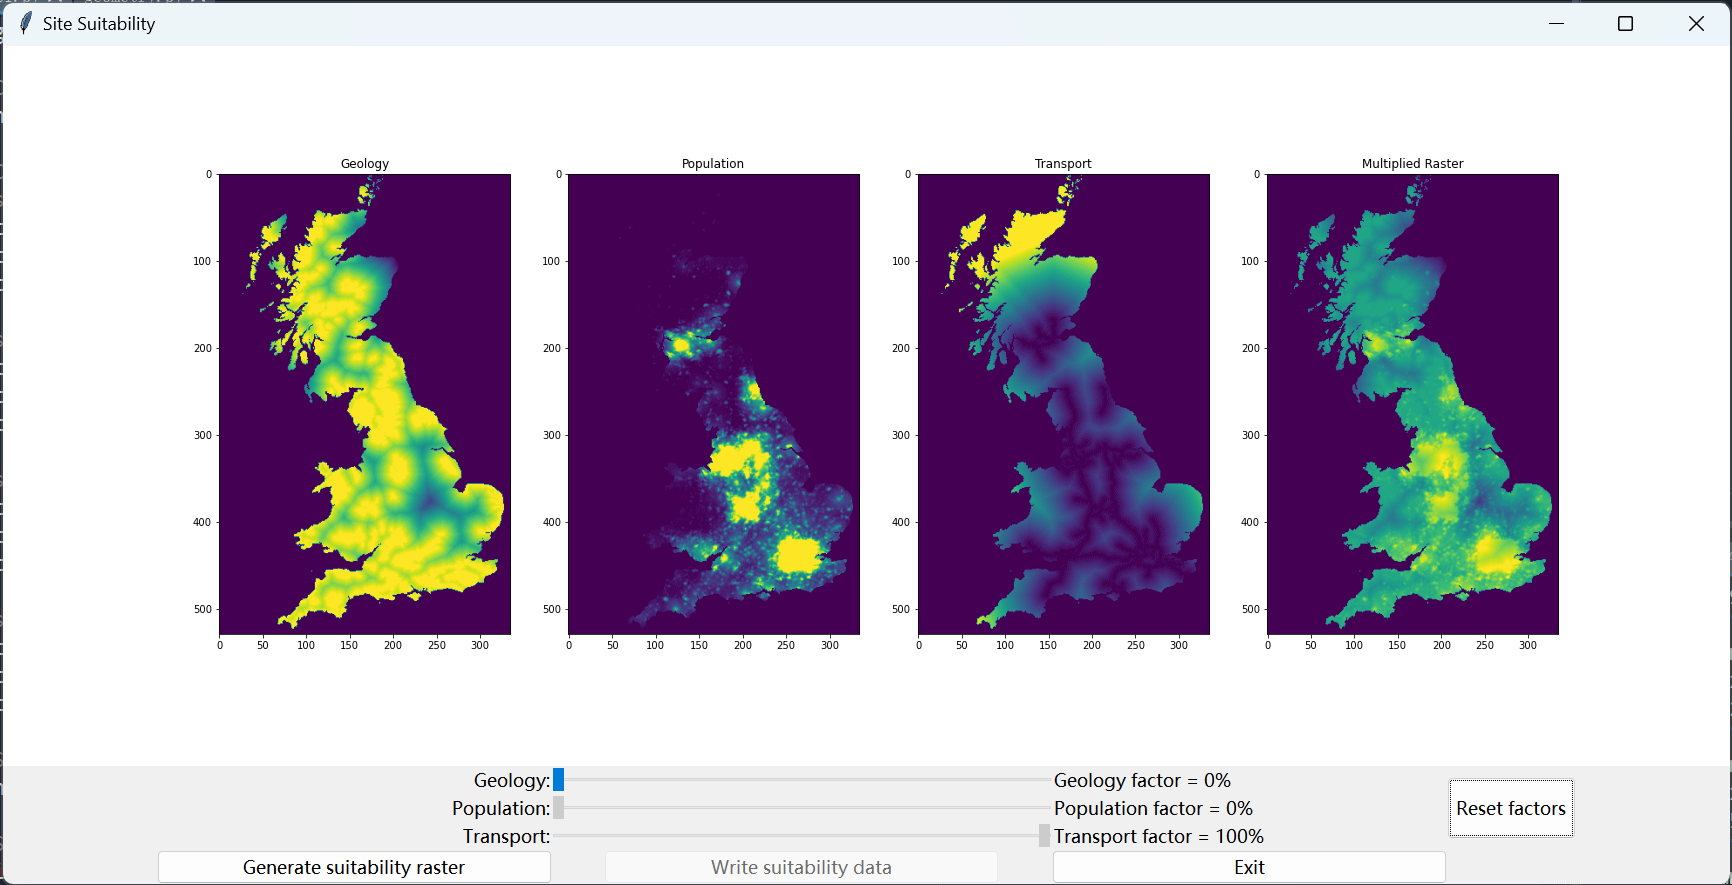 Site Suitability
Geology
Population
Transport
Multiplied Raster
0
100
200
300
400
500
0 50 100 150 200 250 300
0
100
200
300
400
500
0 50 100 150 200 250 300
0
100
200
300
400
500
0 50 100 150 200 250 300
0
100
200
300
400
500
0 50 100 150 200 250 300
Geology: Geology factor = 0%
Population: Population factor = 0%
Transport: Transport factor = 100%
Reset factors
Generate suitability raster
Write suitability data
Exit